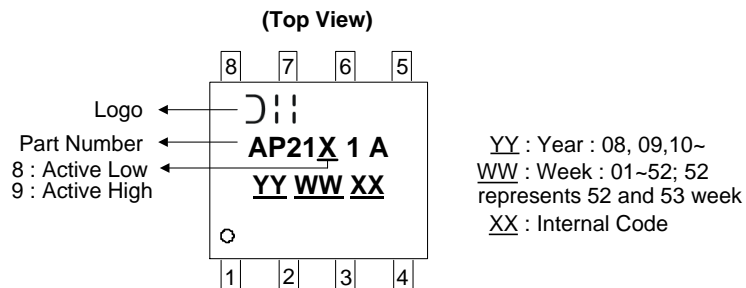 (Top View)
8 7 6 5
Logo
Part Number
8 : Active Low
9 : Active High
AP21X 1 A
YY WW XX
1 2 3 4
YY : Year : 08, 09,10~
WW : Week : 01~52; 52
represents 52 and 53 week
XX : Internal Code